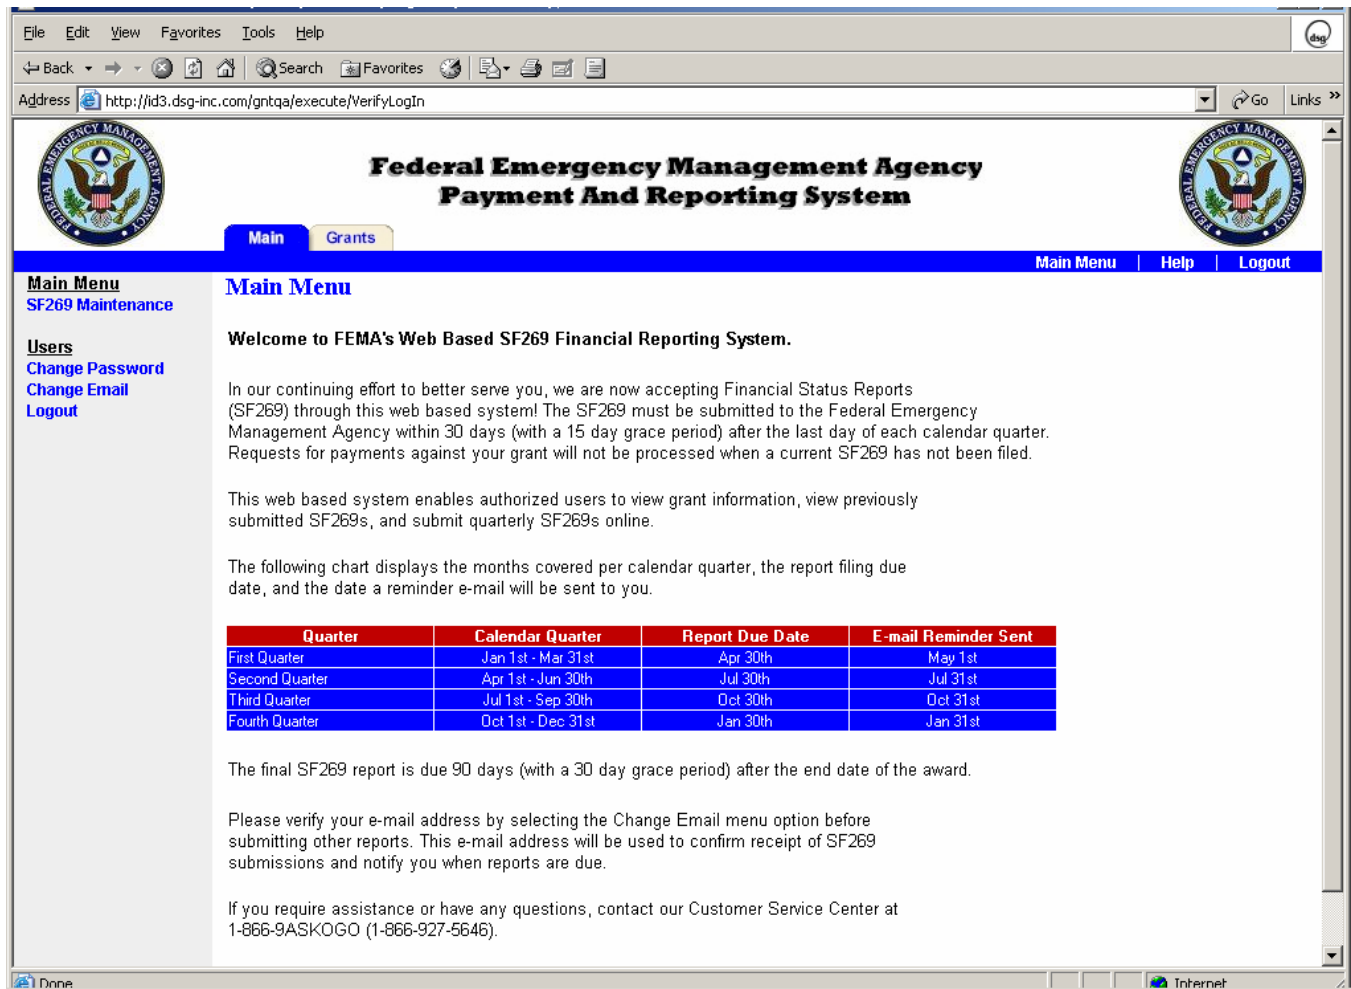 File Edit View Favorites Tools Help
dsg
Back Search Favorites
Address http://id3.dsg-inc.com/gntqa/execute/VerifyLogIn Go Links »
Federal Emergency Management Agency
Payment And Reporting System
FEDERAL EMERGENCY MANAGEMENT AGENCY
FEDERAL EMERGENCY MANAGEMENT AGENCY
Main Grants
Main Menu | Help | Logout
Main Menu
SF269 Maintenance
Users
Change Password
Change Email
Logout
Main Menu
Welcome to FEMA's Web Based SF269 Financial Reporting System.
In our continuing effort to better serve you, we are now accepting Financial Status Reports
(SF269) through this web based system! The SF269 must be submitted to the Federal Emergency
Management Agency within 30 days (with a 15 day grace period) after the last day of each calendar quarter.
Requests for payments against your grant will not be processed when a current SF269 has not been filed.
This web based system enables authorized users to view grant information, view previously
submitted SF269s, and submit quarterly SF269s online.
The following chart displays the months covered per calendar quarter, the report filing due
date, and the date a reminder e-mail will be sent to you.
Quarter Calendar Quarter Report Due Date E-mail Reminder Sent
First Quarter Jan 1st - Mar 31st Apr 30th May 1st
Second Quarter Apr 1st - Jun 30th Jul 30th Jul 31st
Third Quarter Jul 1st - Sep 30th Oct 30th Oct 31st
Fourth Quarter Oct 1st - Dec 31st Jan 30th Jan 31st
The final SF269 report is due 90 days (with a 30 day grace period) after the end date of the award.
Please verify your e-mail address by selecting the Change Email menu option before
submitting other reports. This e-mail address will be used to confirm receipt of SF269
submissions and notify you when reports are due.
If you require assistance or have any questions, contact our Customer Service Center at
1-866-9ASKOGO (1-866-927-5646).
Done Internet